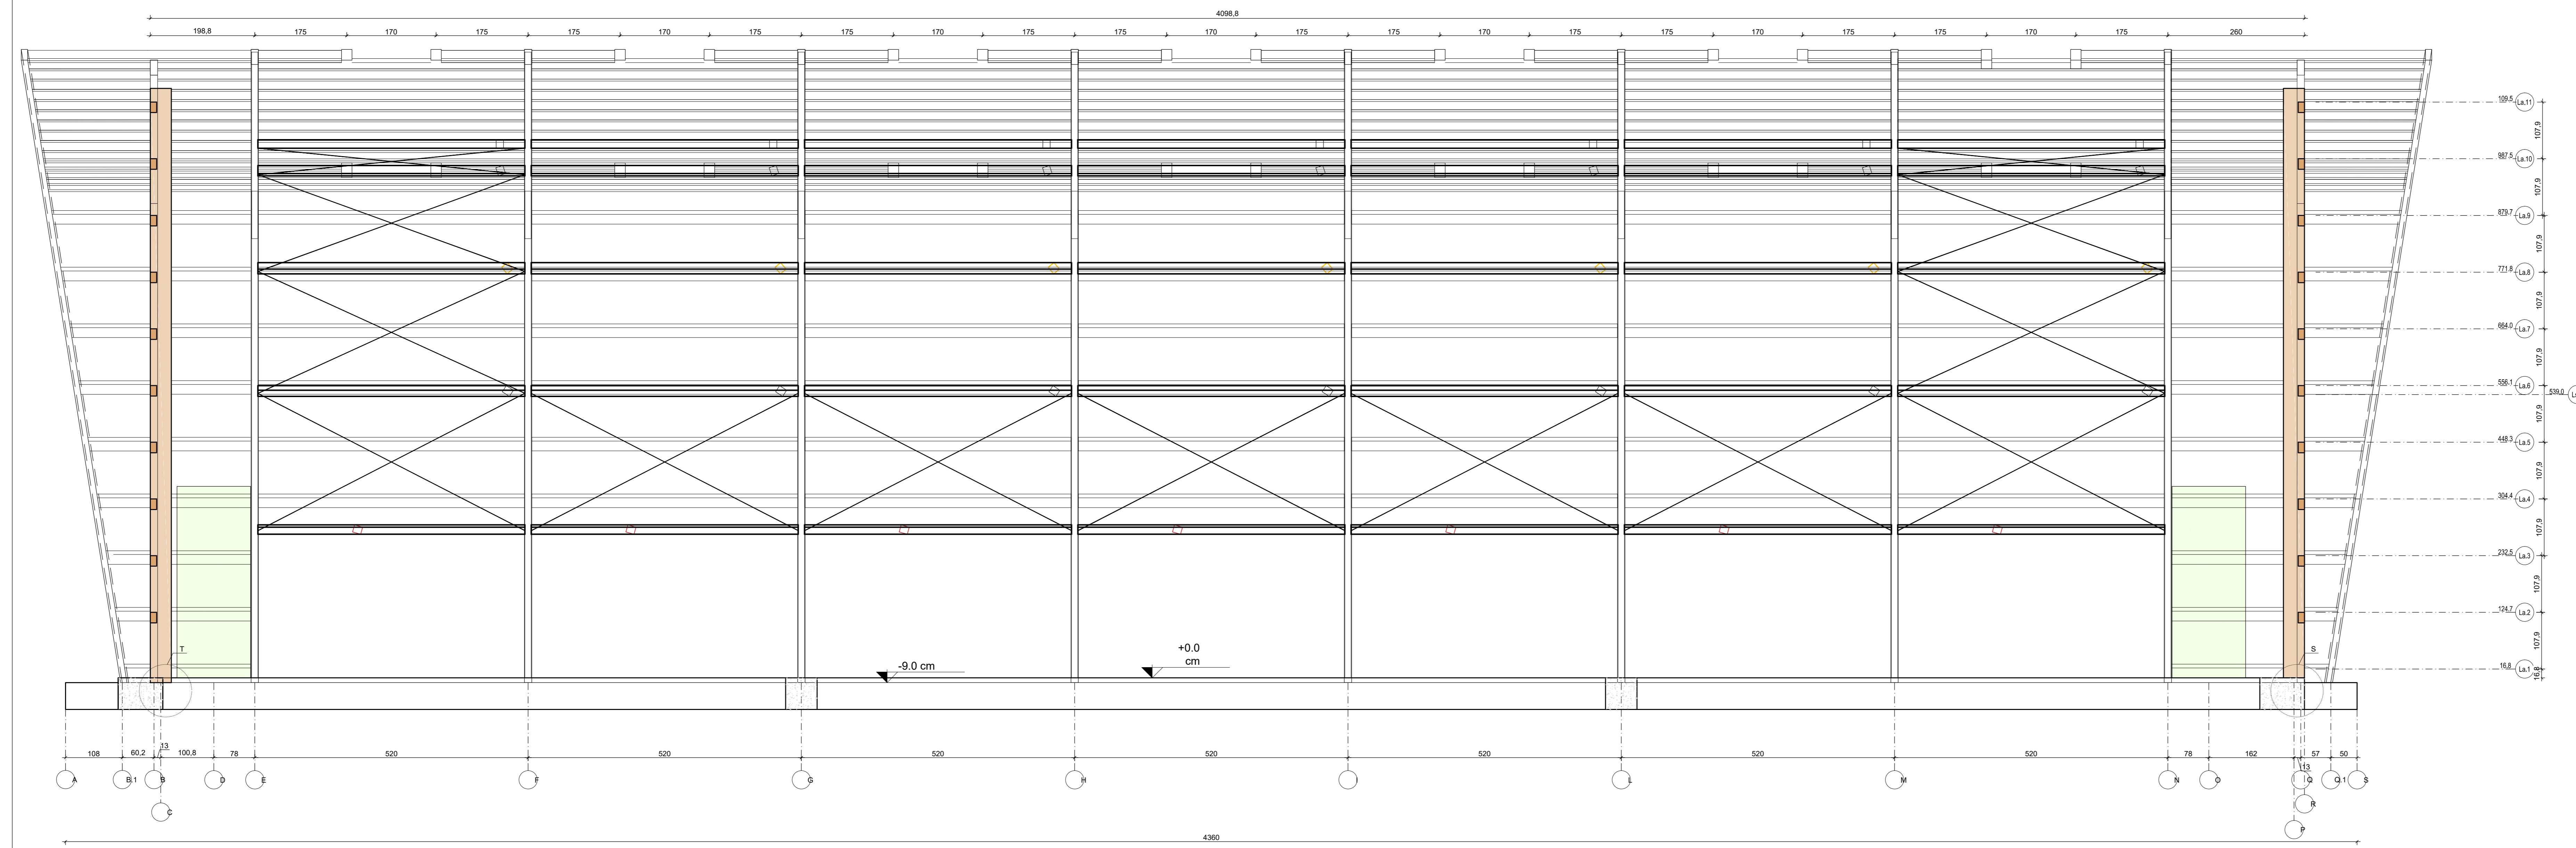 4098,8
198,8 175 170 175 175 170 175 175 170 175 175 170 175 175 170 175 175 170 175 175 170 175 260
109,5 La.11
107,9
987,5 La.10
107,9
879,7 La.9
107,9
771,8 La.8
107,9
664,0 La.7
107,9
556,1 La.6
539,0
107,9
448,3 La.5
107,9
304,4 La.4
107,9
232,5 La.3
107,9
124,7 La.2
107,9
16,8 La.1
16,8
T
S
+0.0
cm
-9.0 cm
108 60,2 13 100,8 78 520 520 520 520 520 520 520 78 162 13 57 50
A B.1 B D E F G H I L M N O Q Q.1 S
C R
P
4360